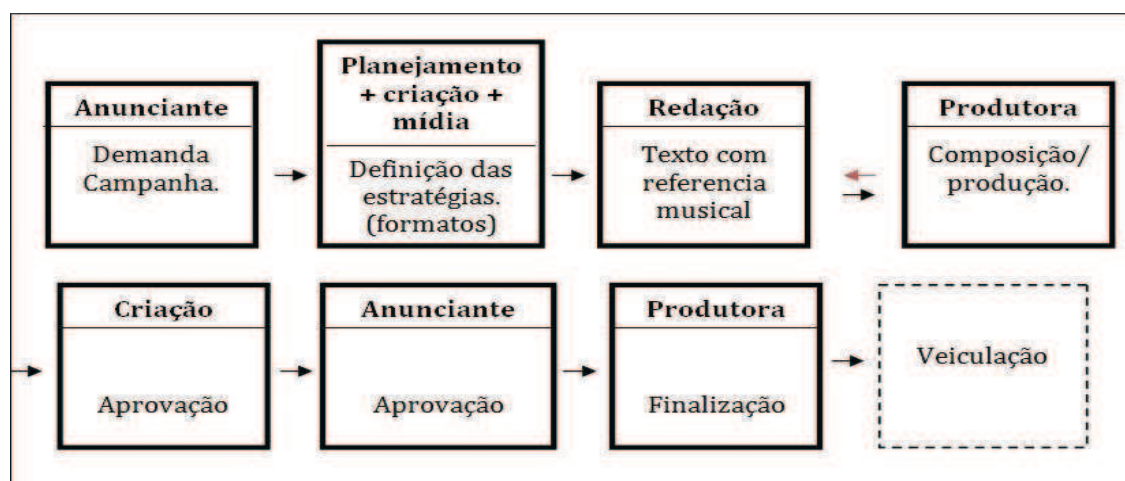 Anunciante
Demanda
Campanha.
Planejamento
+ criação +
mídia
Definição das
estratégias.
(formatos)
Redação
Texto com
referencia
musical
Produtora
Composição/
produção.
Criação
Aprovação
Anunciante
Aprovação
Produtora
Finalização
Veiculação